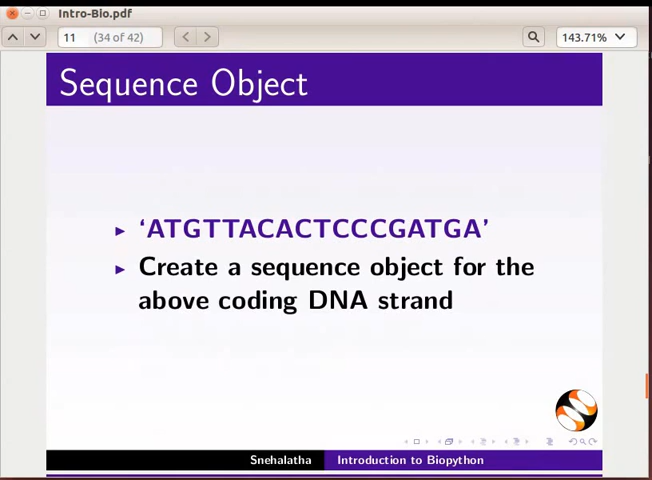 Intro-Bio.pdf
11 (34 of 42) 143.71%
Sequence Object
‘ATGTTACACTCCCGATGA’
Create a sequence object for the
above coding DNA strand
Snehalatha Introduction to Biopython